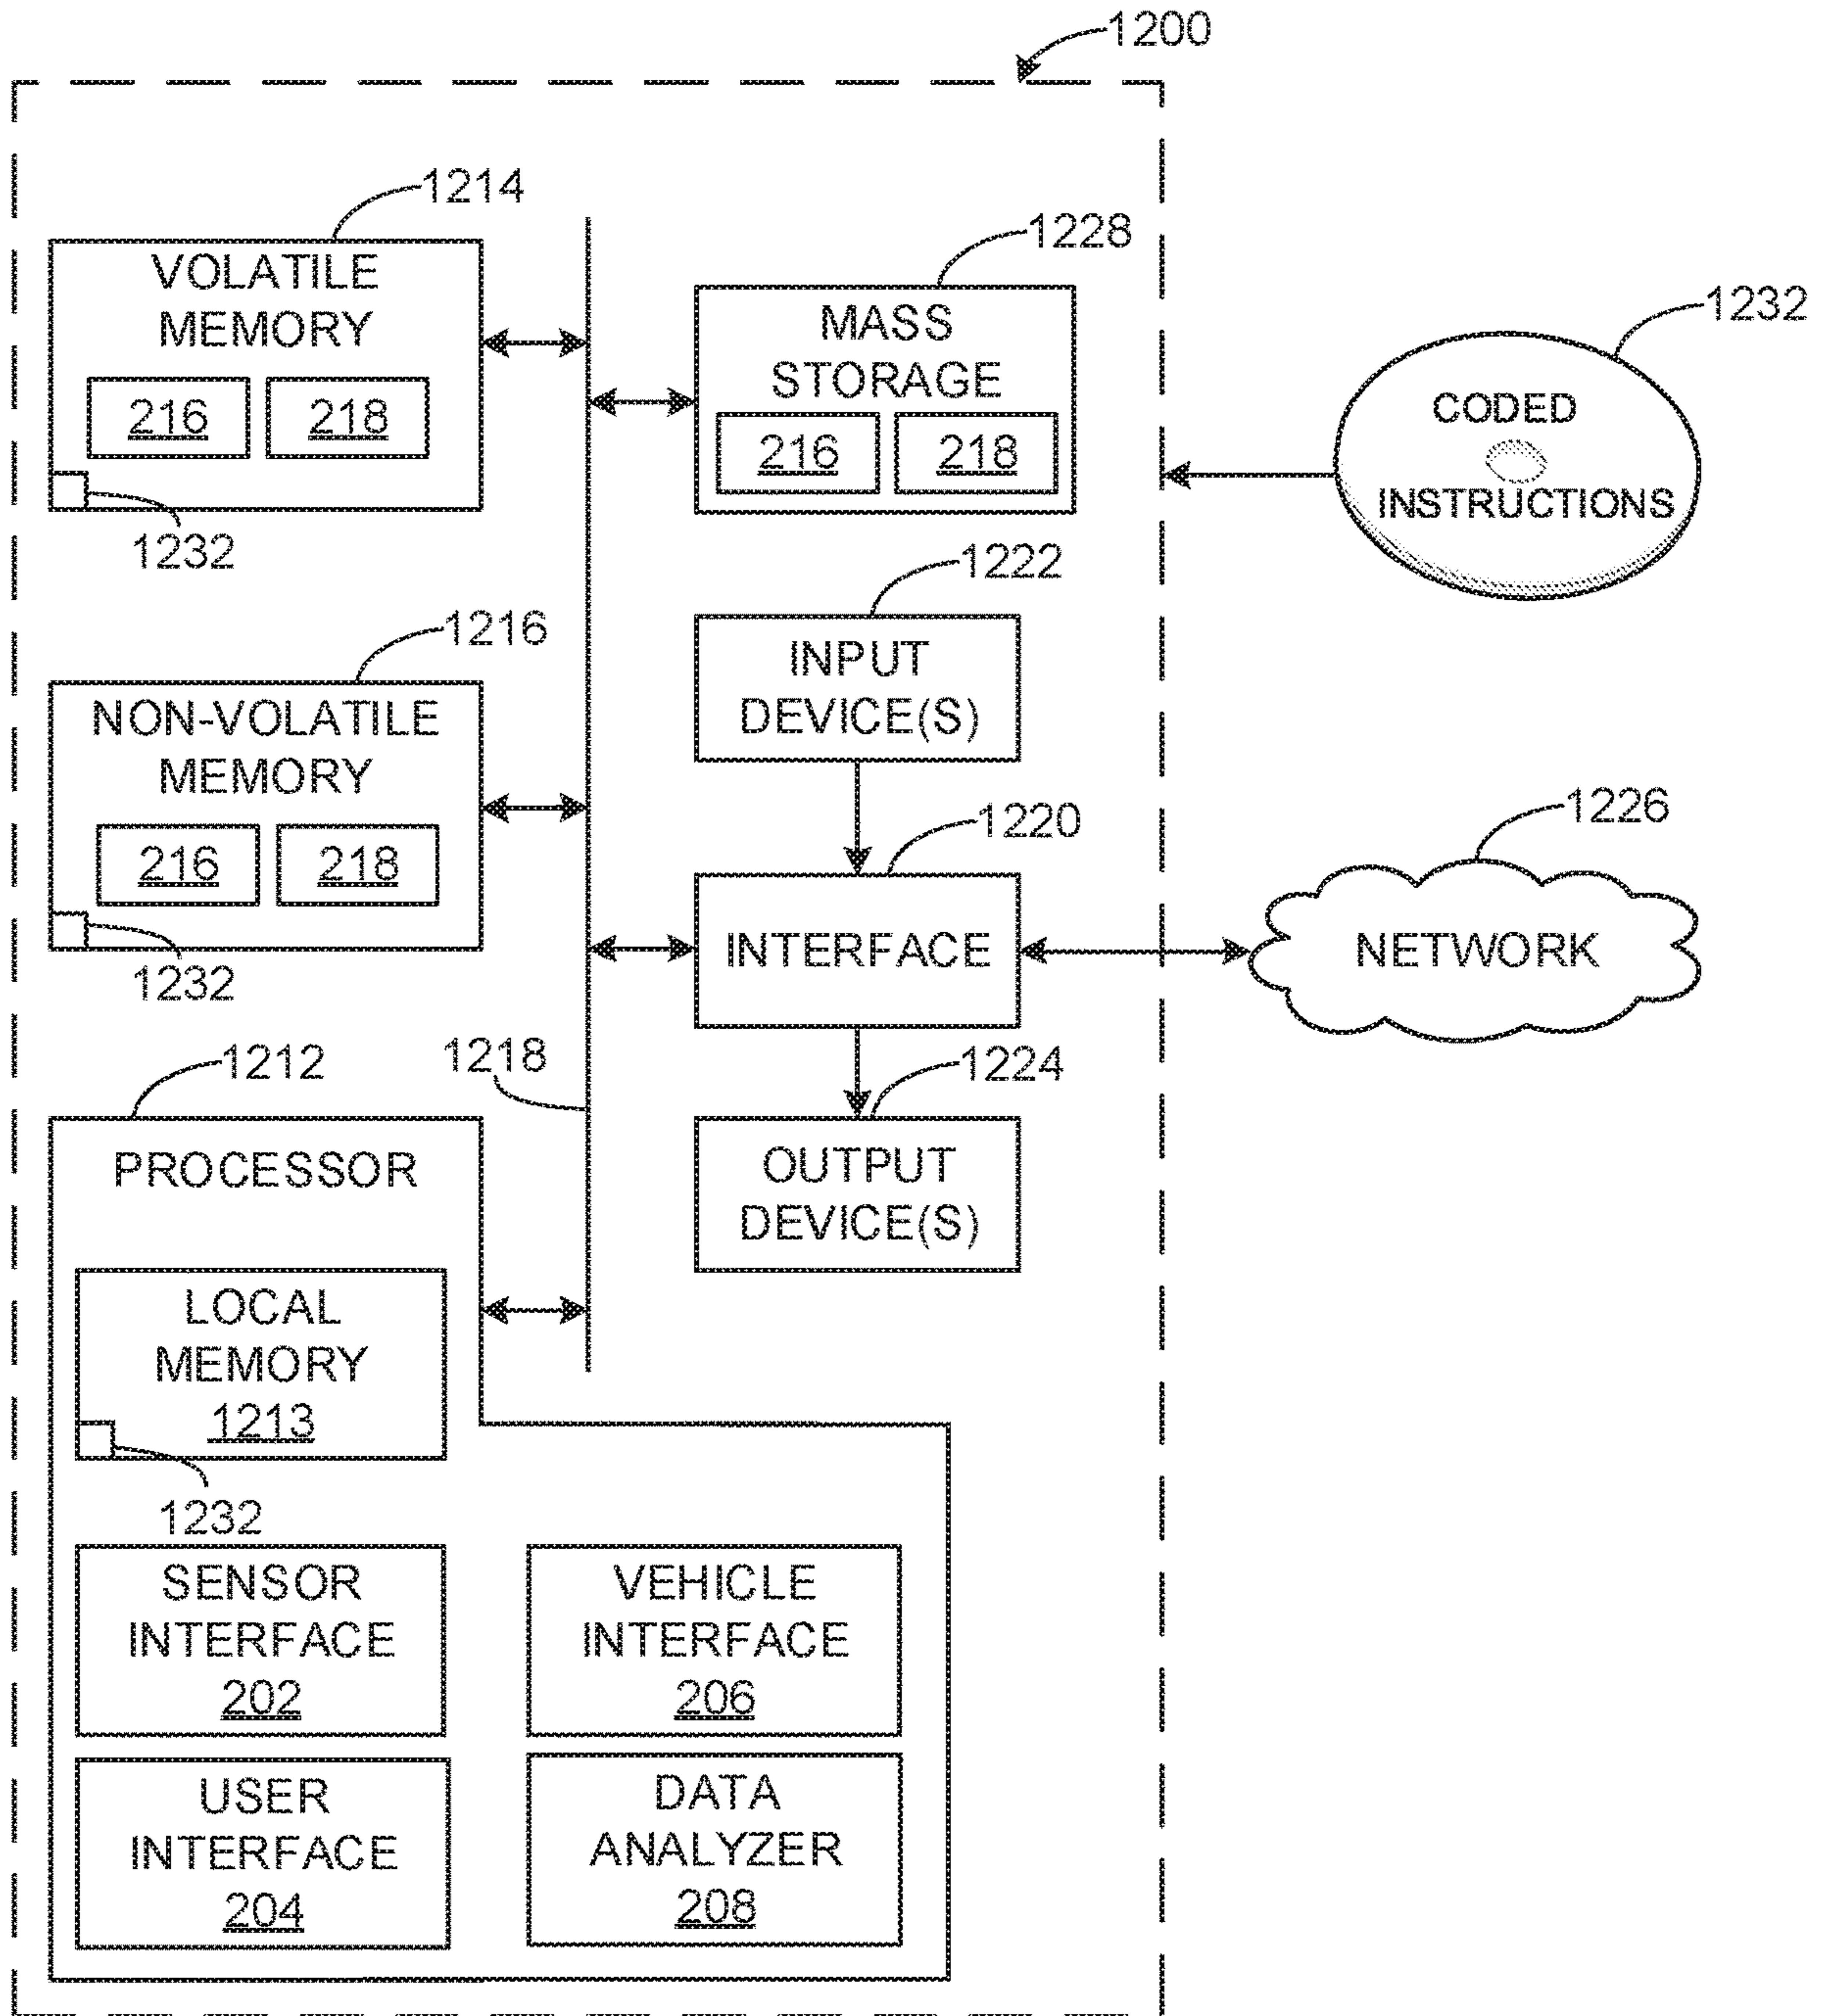 1200
1214
VOLATILE
MEMORY
216 218
1232
1228
MASS
STORAGE
216 218
1232
CODED
INSTRUCTIONS
1216
NON-VOLATILE
MEMORY
216 218
1232
1222
INPUT
DEVICE(S)
1220
INTERFACE
1226
NETWORK
1218
1224
OUTPUT
DEVICE(S)
1212
PROCESSOR
LOCAL
MEMORY
1213
1232
SENSOR
INTERFACE
202
VEHICLE
INTERFACE
206
USER
INTERFACE
204
DATA
ANALYZER
208